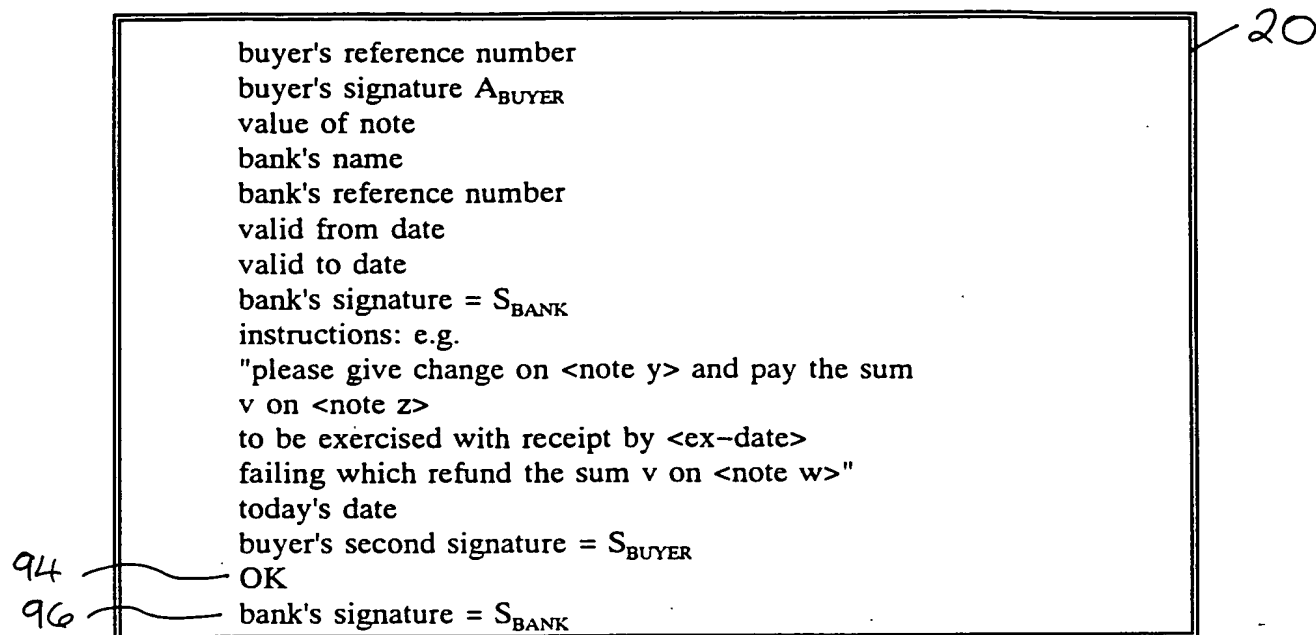 20
buyer's reference number
buyer's signature A_BUYER
value of note
bank's name
bank's reference number
valid from date
valid to date
bank's signature = S_BANK
instructions: e.g.
"please give change on <note y> and pay the sum
v on <note z>
to be exercised with receipt by <ex-date>
failing which refund the sum v on <note w>"
today's date
buyer's second signature = S_BUYER
94 OK
96 bank's signature = S_BANK